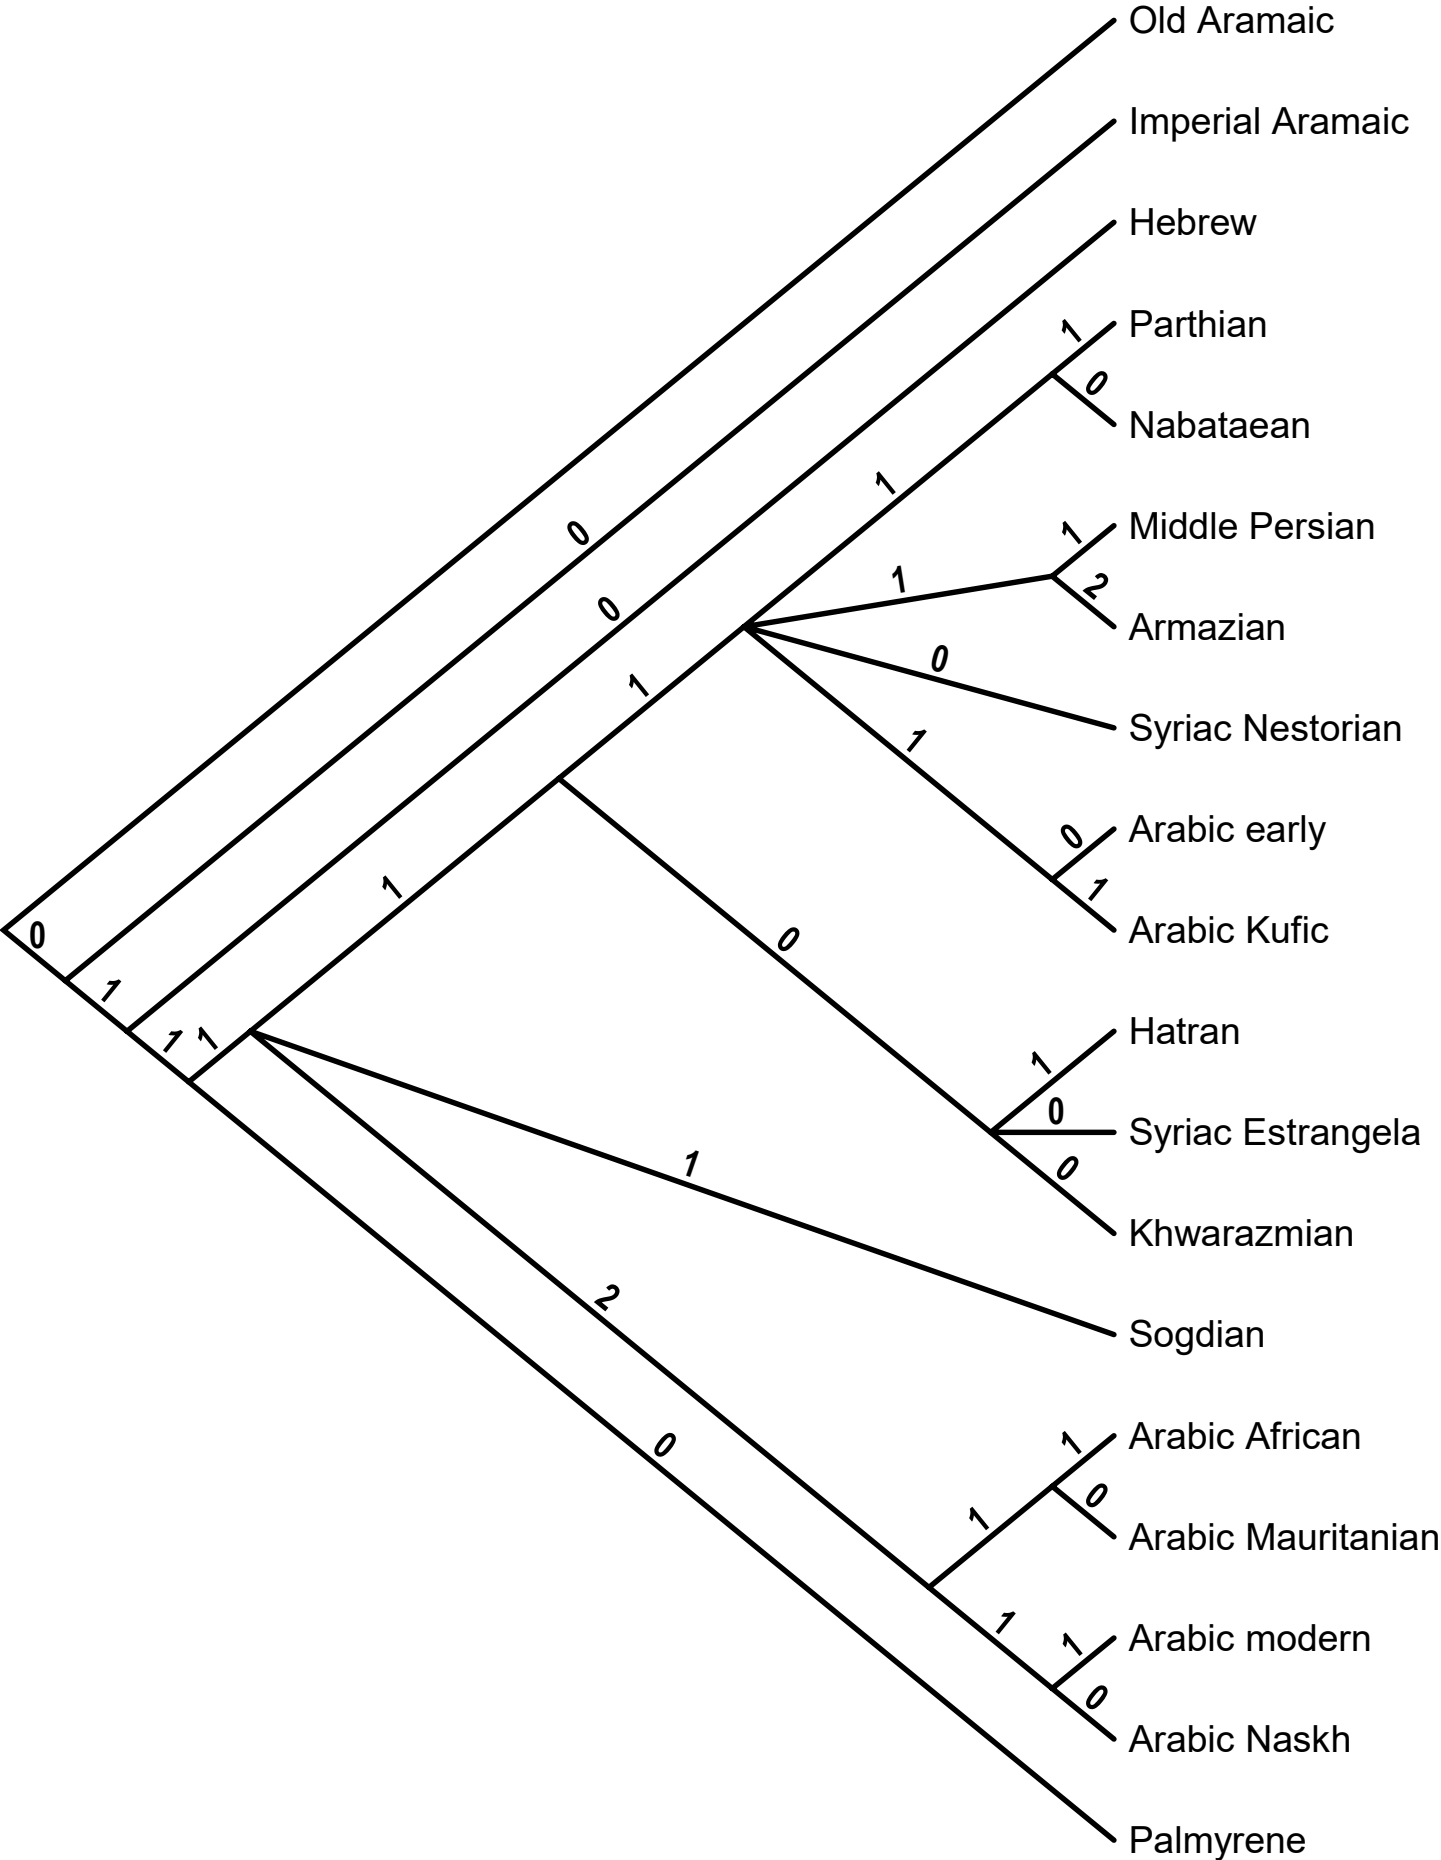 Old Aramaic
Imperial Aramaic
Hebrew
1 Parthian
0 Nabataean
1
1 Middle Persian
0
1
2 Armazian
0
0
1
Syriac Nestorian
1
0 Arabic early
1
1 Arabic Kufic
0
0
1
Hatran
1 1
1
0 Syriac Estrangela
1
0
Khwarazmian
2
Sogdian
1 Arabic African
0
0
1
Arabic Mauritanian
1
1 Arabic modern
0
Arabic Naskh
Palmyrene